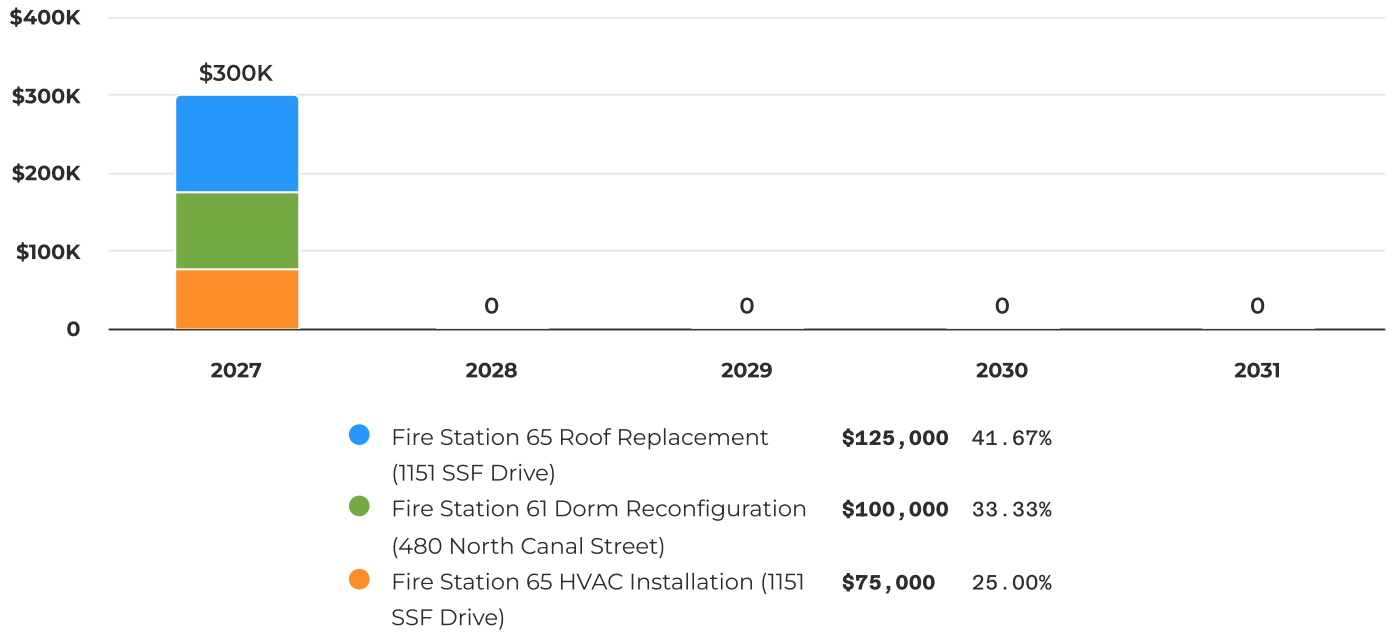 $400K
$300K
$300K
$200K
$100K
0
0
0
0
0
2027
2028
2029
2030
2031
Fire Station 65 Roof Replacement $125,000 41.67%
(1151 SSF Drive)
Fire Station 61 Dorm Reconfiguration $100,000 33.33%
(480 North Canal Street)
Fire Station 65 HVAC Installation (1151 $75,000 25.00%
SSF Drive)